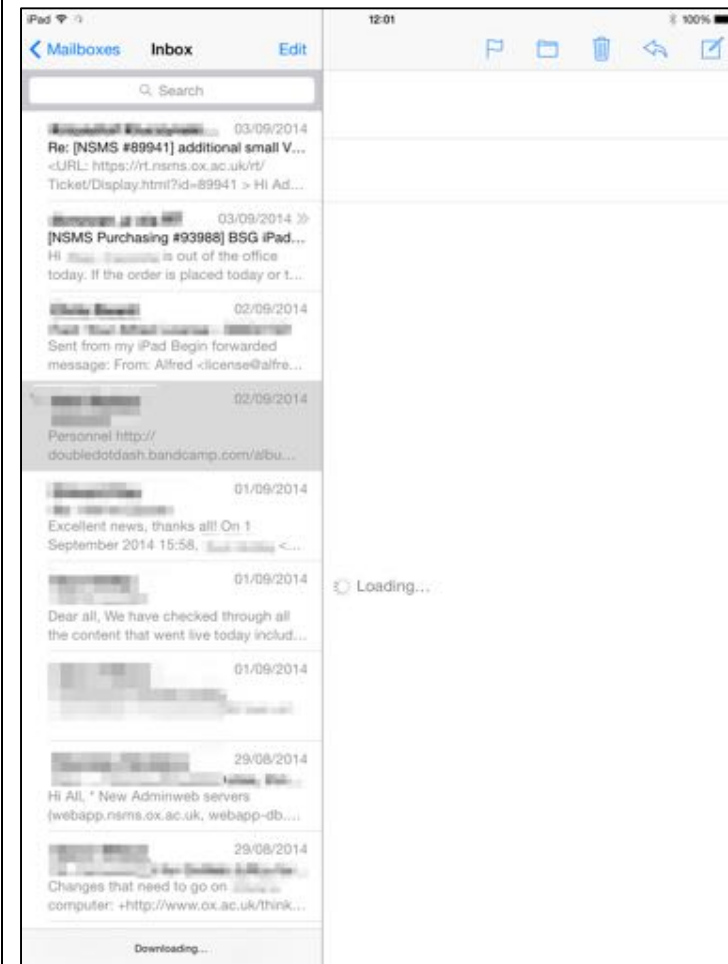 iPad
12:01
100%
Mailboxes
Inbox
Edit
Search
03/09/2014
Re: [NSMS #89941] additional small V...
<URL: https://rt.nsms.ox.ac.uk/rt/
Ticket/Display.html?id=89941 > Hi Ad...
03/09/2014
[NSMS Purchasing #93988] BSG iPad...
Hi is out of the office
today. If the order is placed today or t...
02/09/2014
Sent from my iPad Begin forwarded
message: From: Alfred <license@alfre...
02/09/2014
Personnel http://
doubledotdash.bandcamp.com/albu...
01/09/2014
Excellent news, thanks all! On 1
September 2014 15:58, <...
01/09/2014
Dear all, We have checked through all
the content that went live today includ...
01/09/2014
29/08/2014
Hi All, * New Adminweb servers
(webapp.nsms.ox.ac.uk, webapp-db....
29/08/2014
Changes that need to go on
computer: +http://www.ox.ac.uk/think...
Downloading...
Loading...